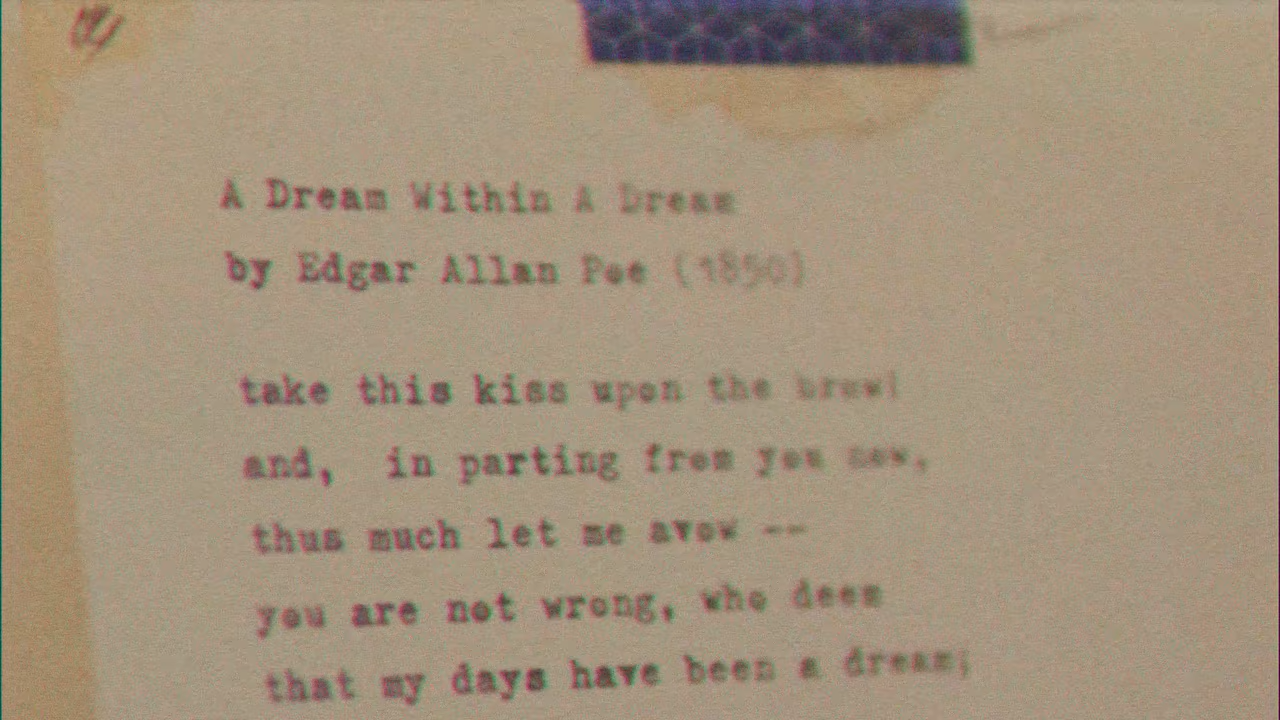 A Dream Within A Dream
by Edgar Allan Poe (1850)
take this kiss upon the brow!
and, in parting from you now,
thus much let me avow --
you are not wrong, who deem
that my days have been a dream;